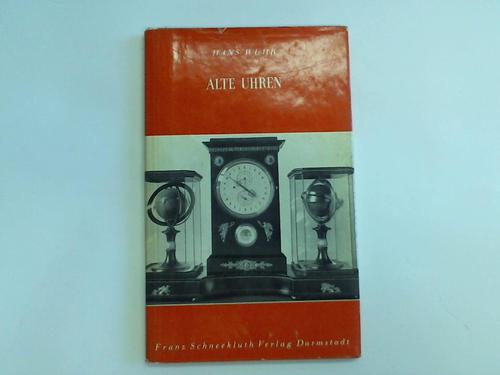 HANS WUHR
ALTE UHREN
Franz Schneekluth Verlag Darmstadt